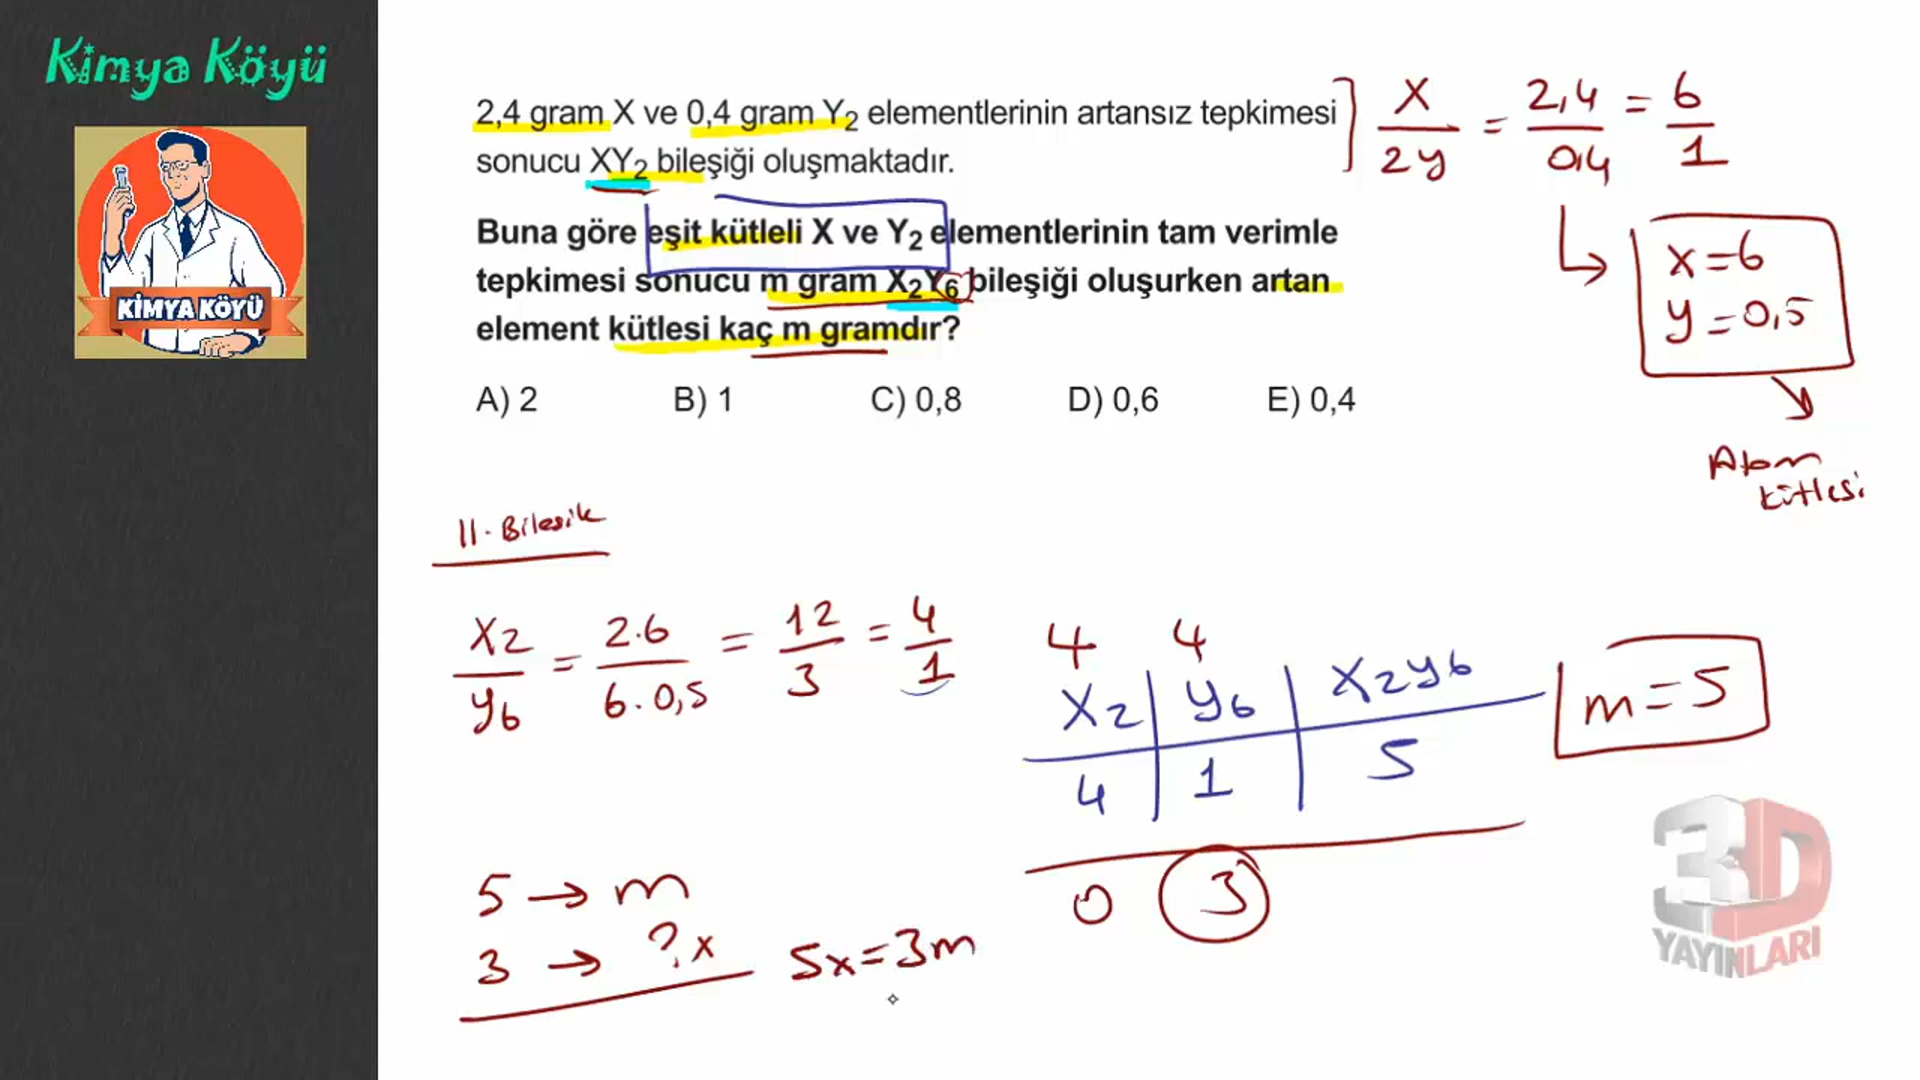 Kimya Köyü
KİMYA KÖYÜ
2,4 gram X ve 0,4 gram Y₂ elementlerinin artansız tepkimesi
sonucu XY₂ bileşiği oluşmaktadır.
Buna göre eşit kütleli X ve Y₂ elementlerinin tam verimle
tepkimesi sonucu m gram X₂Y₆ bileşiği oluşurken artan
element kütlesi kaç m gramdır?
A) 2 B) 1 C) 0,8 D) 0,6 E) 0,4
X/2y = 2,4/0,4 = 6/1
x=6
y=0,5
Atom
kütlesi
II. Bileşik
X2/Y6 = 2.6/6.0,5 = 12/3 = 4/1
4 4
X2 | Y6 | X2Y6
4 | 1 | 5
0 3
m=5
5 → m
3 → ? x
5x=3m
3D
YAYINLARI